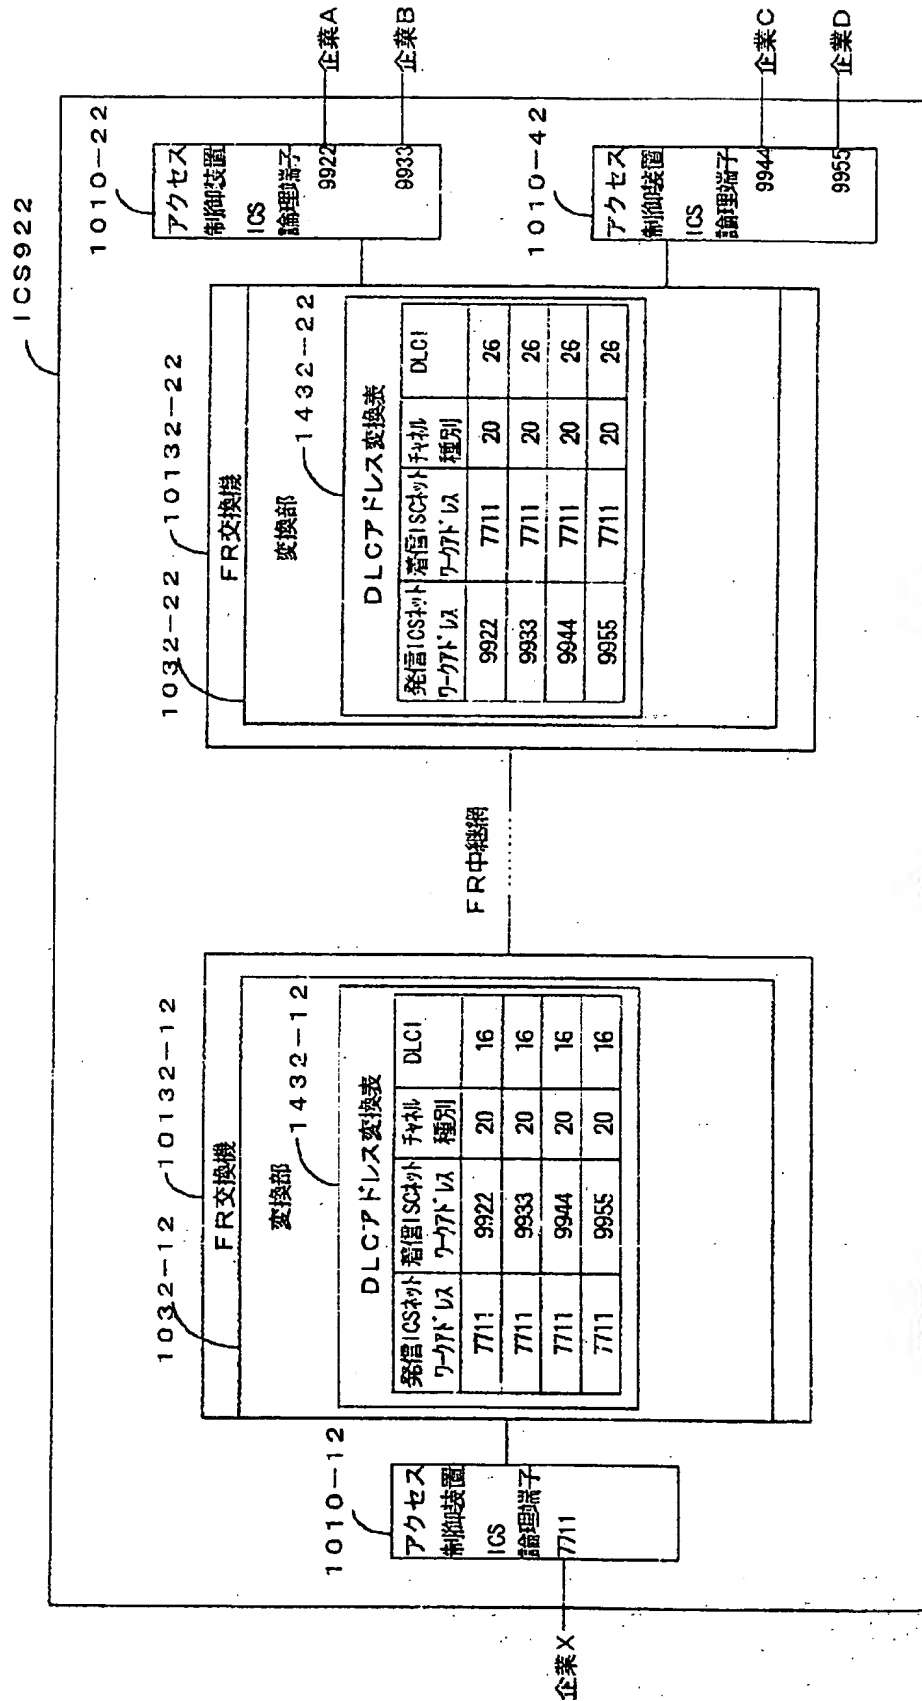 ICS922
1010-12
アクセス
制御装置
ICS
論理端子
7711
企業X
1032-12
10132-12
FR交換機
変換部
1432-12
DLCアドレス変換表
発信ICSネット 着信ISCネット チャネル DLCI
ワークアドレス ワークアドレス 種別
7711 9922 20 16
7711 9933 20 16
7711 9944 20 16
7711 9955 20 16
FR中継網
1032-22
10132-22
FR交換機
変換部
1432-22
DLCアドレス変換表
発信ICSネット 着信ISCネット チャネル DLCI
ワークアドレス ワークアドレス 種別
9922 7711 20 26
9933 7711 20 26
9944 7711 20 26
9955 7711 20 26
1010-22
アクセス
制御装置
ICS
論理端子
9922
9933
企業A
企業B
1010-42
アクセス
制御装置
ICS
論理端子
9944
9955
企業C
企業D